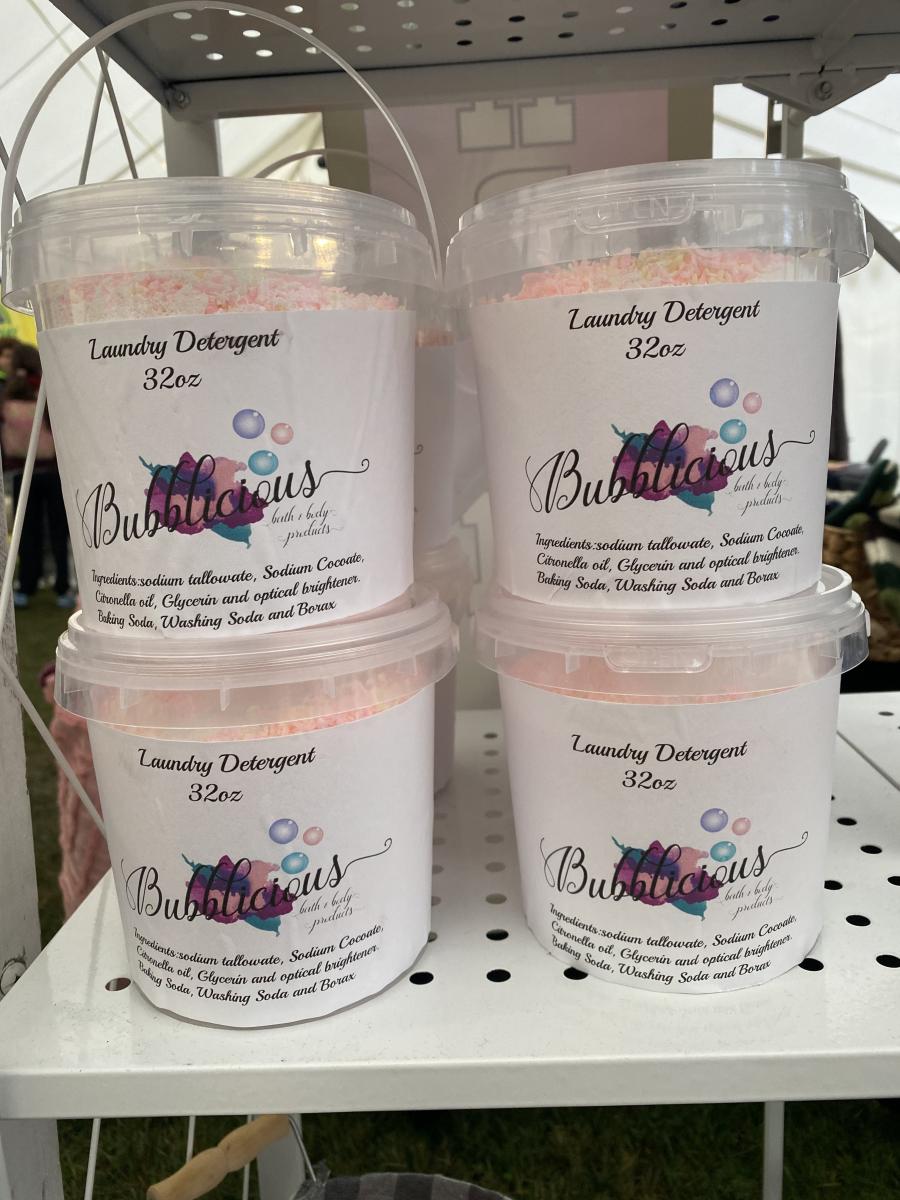 Laundry Detergent
32oz
Bubblicious
bath & body
products
Ingredients:sodium tallowate, Sodium Cocoate,
Citronella oil, Glycerin and optical brightener.
Baking Soda, Washing Soda and Borax
OPEN
Laundry Detergent
32oz
Bubblicious
bath & body
products
Ingredients:sodium tallowate, Sodium Cocoate,
Citronella oil, Glycerin and optical brightener.
Baking Soda, Washing Soda and Borax
Laundry Detergent
32oz
Bubblicious
bath & body
products
Ingredients:sodium tallowate, Sodium Cocoate,
Citronella oil, Glycerin and optical brightener.
Baking Soda, Washing Soda and Borax
Laundry Detergent
32oz
Bubblicious
bath & body
products
Ingredients:sodium tallowate, Sodium Cocoate,
Citronella oil, Glycerin and optical brightener.
Baking Soda, Washing Soda and Borax